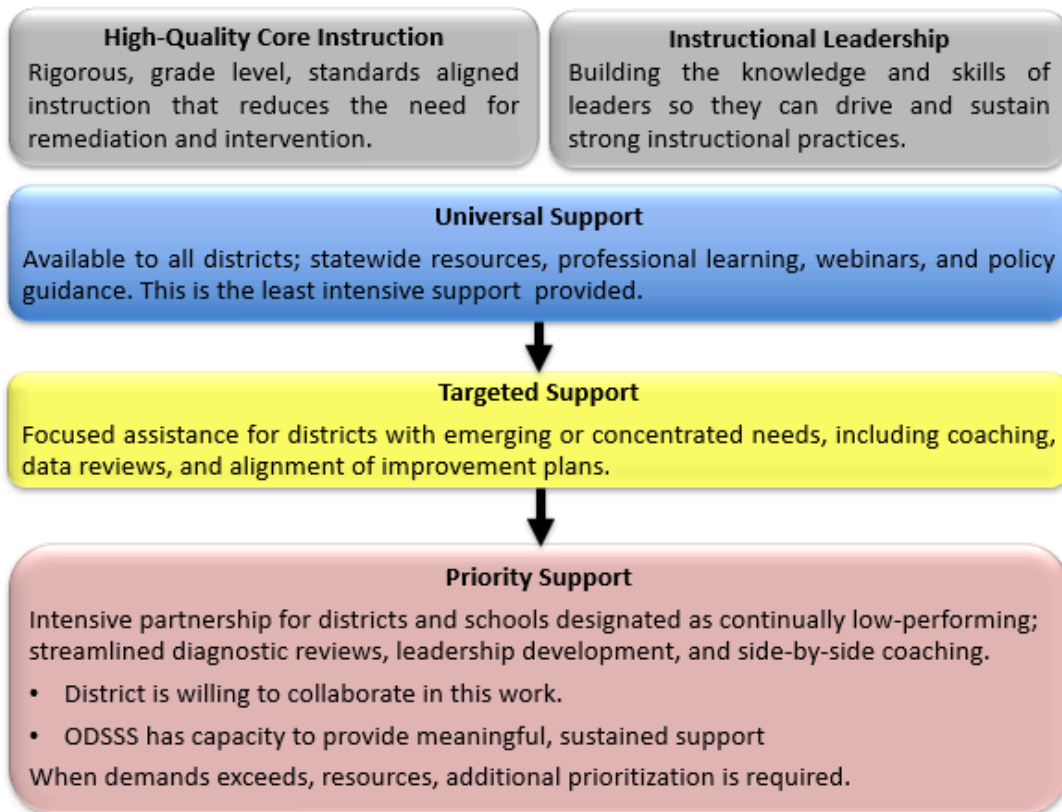 High-Quality Core Instruction
Rigorous, grade level, standards aligned
instruction that reduces the need for
remediation and intervention.
Instructional Leadership
Building the knowledge and skills of
leaders so they can drive and sustain
strong instructional practices.
Universal Support
Available to all districts; statewide resources, professional learning, webinars, and policy
guidance. This is the least intensive support provided.
Targeted Support
Focused assistance for districts with emerging or concentrated needs, including coaching,
data reviews, and alignment of improvement plans.
Priority Support
Intensive partnership for districts and schools designated as continually low-performing;
streamlined diagnostic reviews, leadership development, and side-by-side coaching.
• District is willing to collaborate in this work.
• ODSSS has capacity to provide meaningful, sustained support
When demands exceeds, resources, additional prioritization is required.